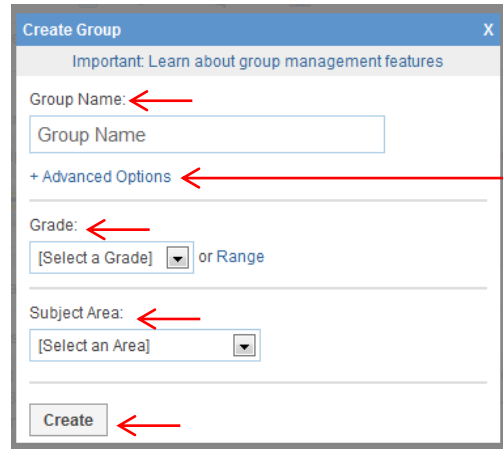 Create Group X
Important: Learn about group management features
Group Name:
Group Name
+ Advanced Options
Grade:
[Select a Grade] or Range
Subject Area:
[Select an Area]
Create